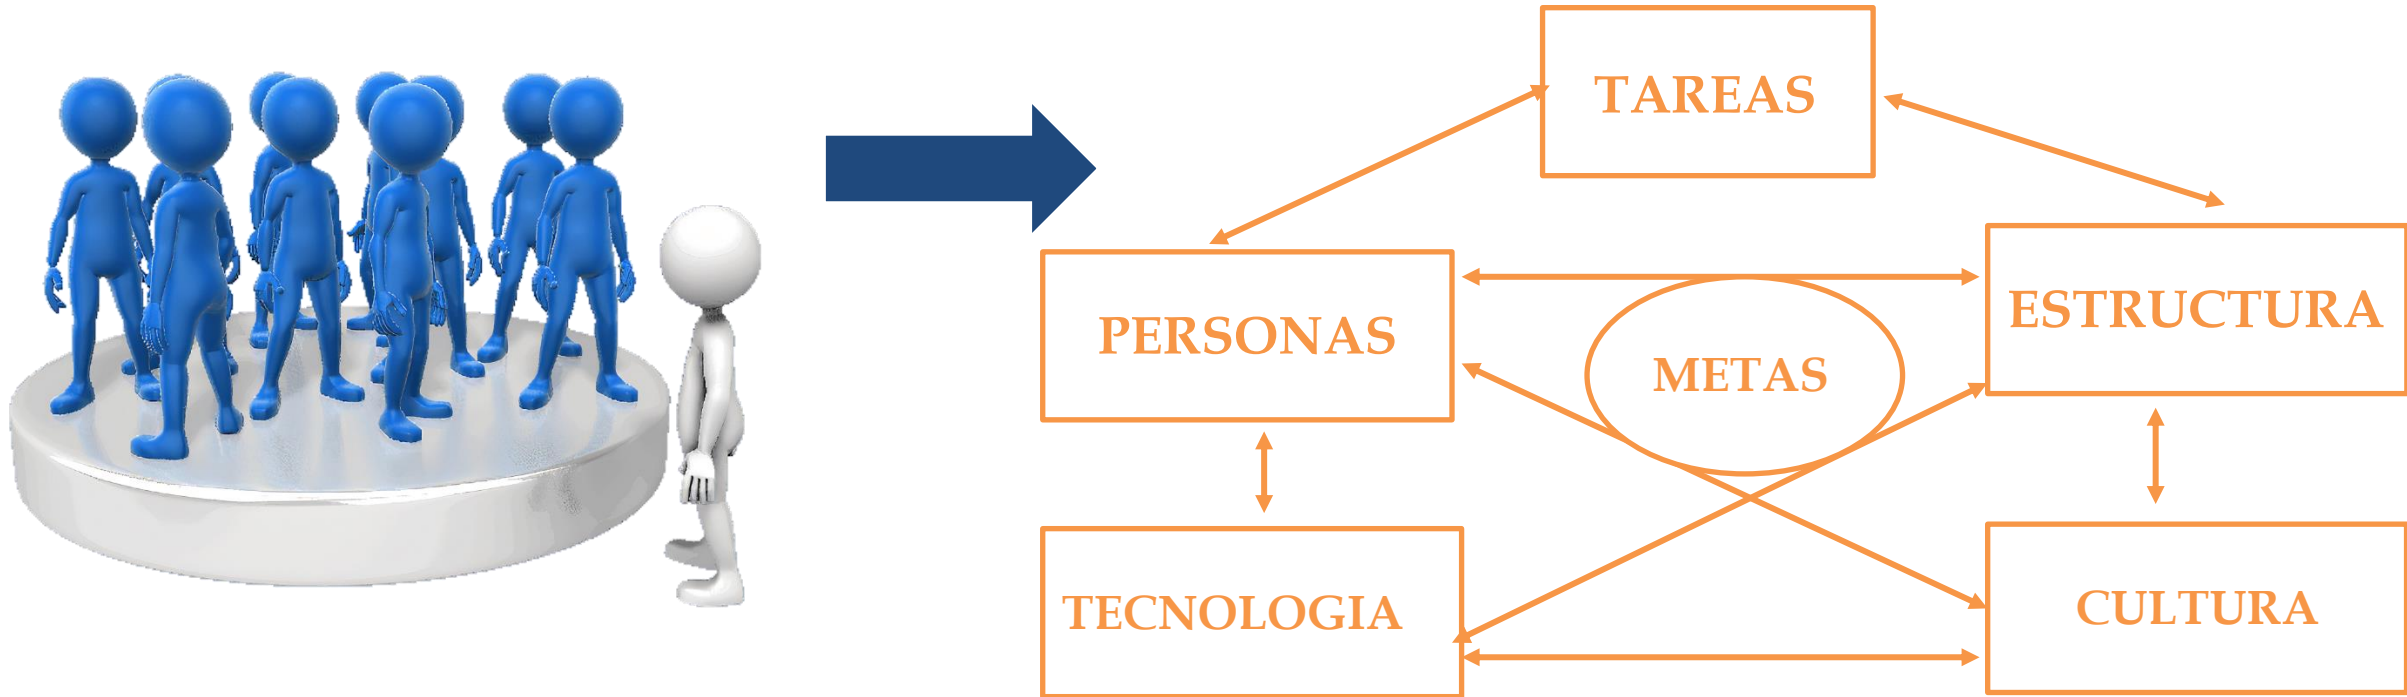 TAREAS
PERSONAS
ESTRUCTURA
METAS
TECNOLOGIA
CULTURA